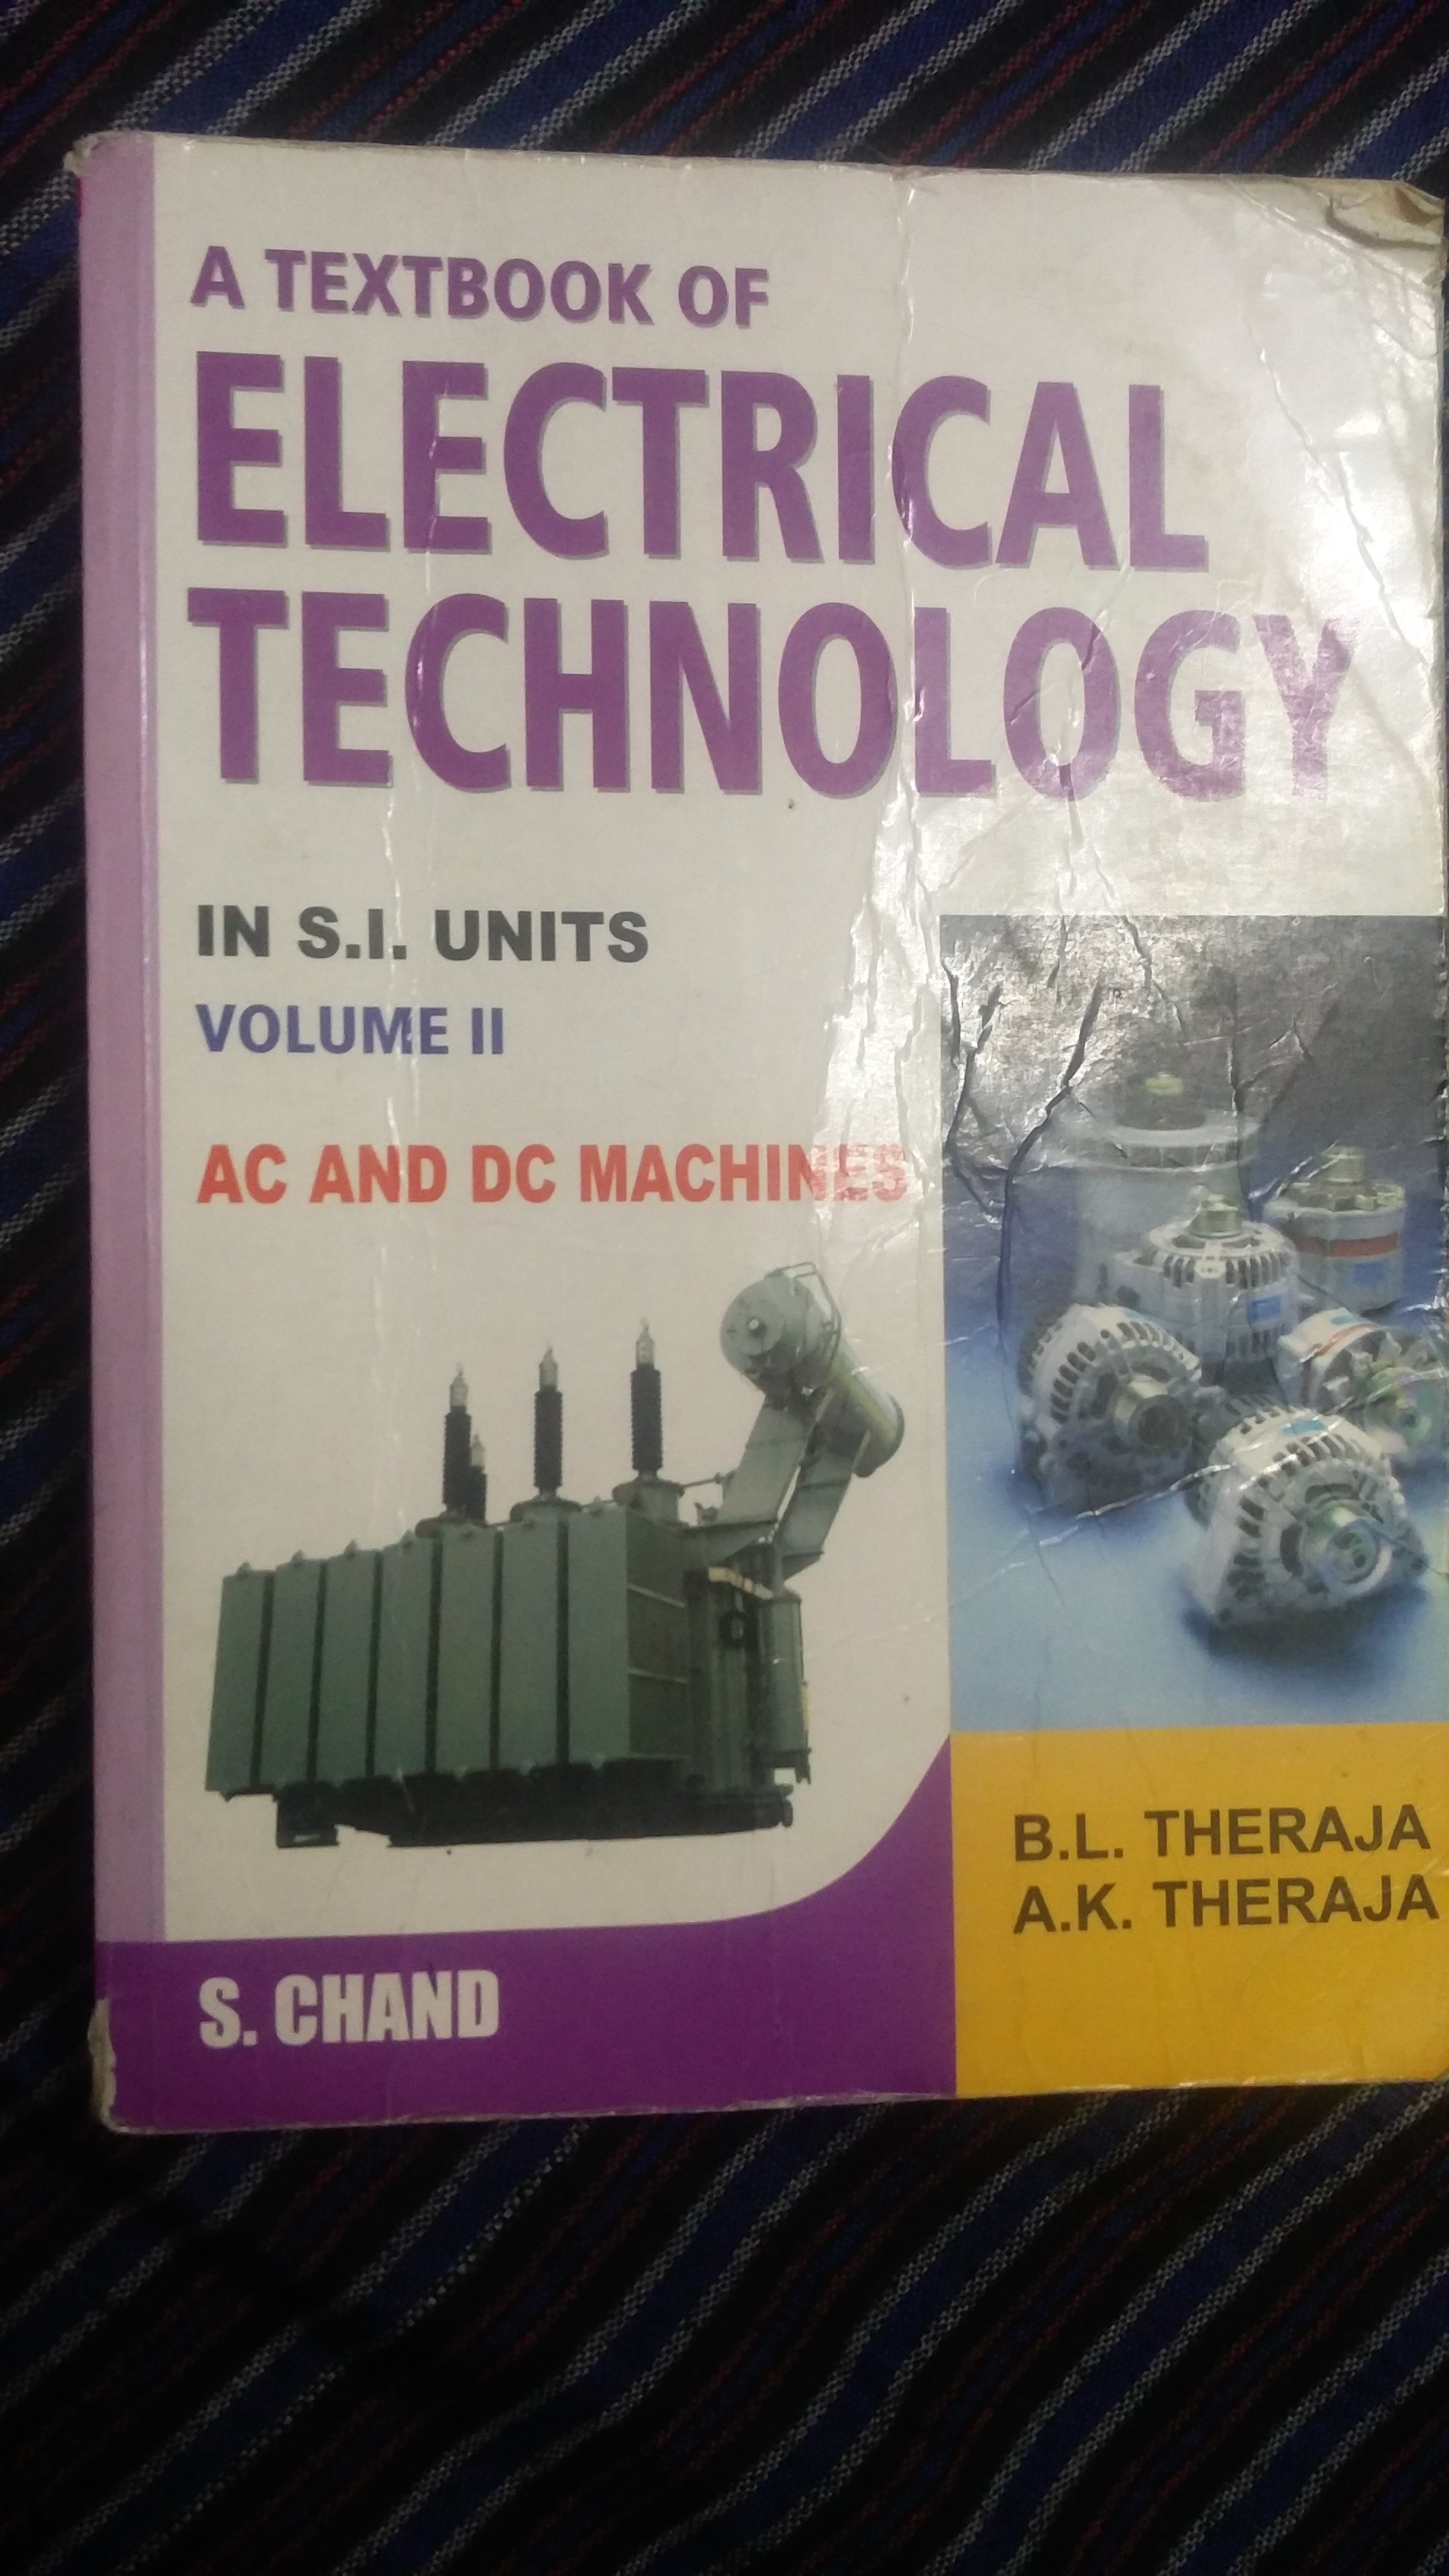 A TEXTBOOK OF
ELECTRICAL
TECHNOLOGY
IN S.I. UNITS
VOLUME II
AC AND DC MACHINES
B.L. THERAJA
A.K. THERAJA
S. CHAND